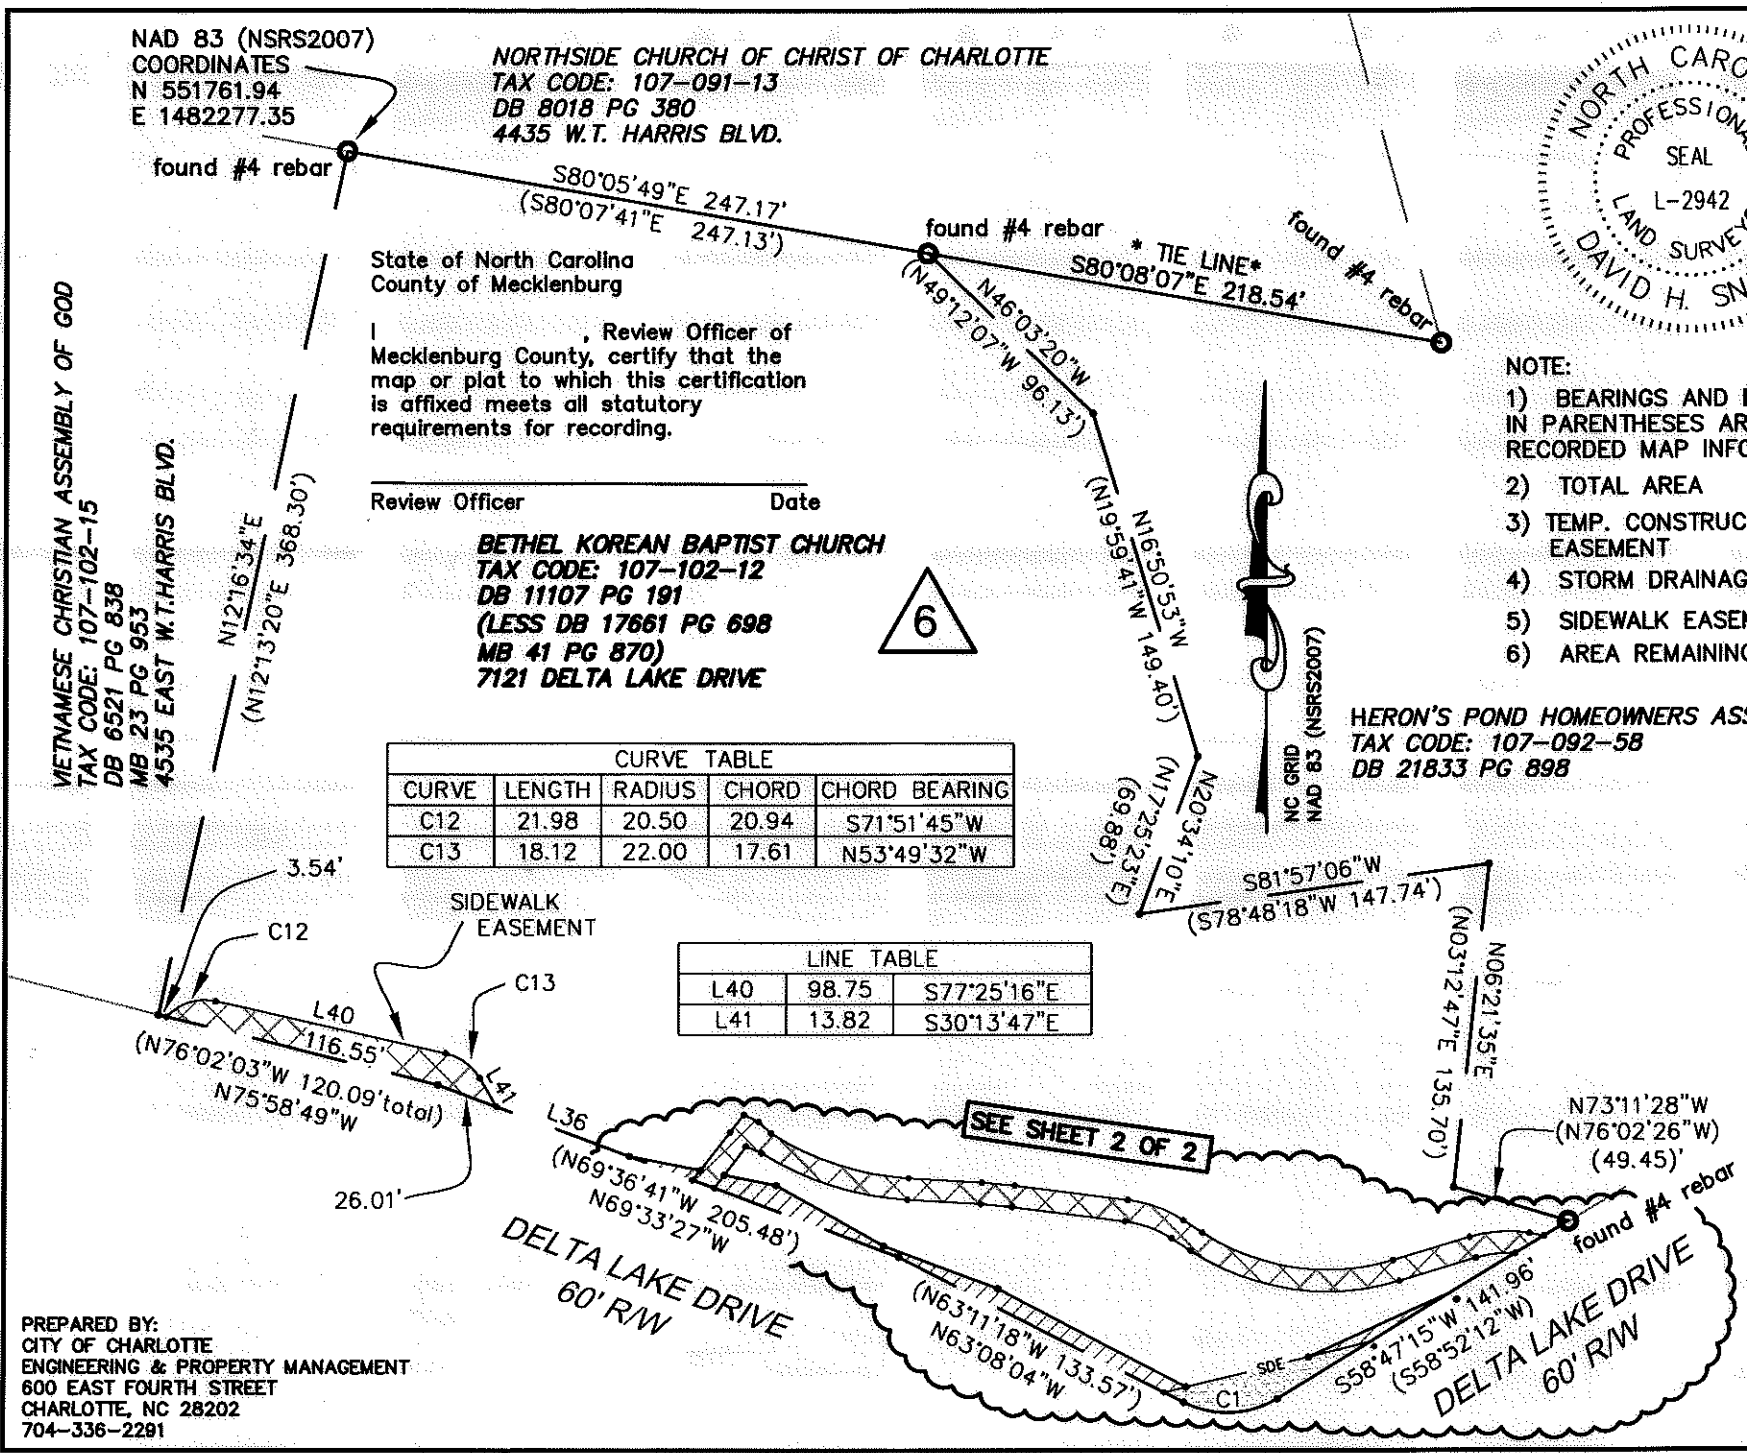 NAD 83 (NSRS2007)
COORDINATES
N 551761.94
E 1482277.35
found #4 rebar
NORTHSIDE CHURCH OF CHRIST OF CHARLOTTE
TAX CODE: 107-091-13
DB 8018 PG 380
4435 W.T. HARRIS BLVD.
S80°05'49"E 247.17'
(S80°07'41"E 247.13')
found #4 rebar
* TIE LINE*
S80°08'07"E 218.54'
found #4 rebar
NORTH CARO
PROFESSIONA
SEAL
L-2942
LAND SURVEY
DAVID H. SN
State of North Carolina
County of Mecklenburg
I , Review Officer of
Mecklenburg County, certify that the
map or plat to which this certification
is affixed meets all statutory
requirements for recording.
Review Officer Date
N46°03'20"W
(N49°12'07"W 96.13')
NOTE:
1) BEARINGS AND
IN PARENTHESES AR
RECORDED MAP INFO
2) TOTAL AREA
3) TEMP. CONSTRUC
EASEMENT
4) STORM DRAINAG
5) SIDEWALK EASEM
6) AREA REMAINING
VIETNAMESE CHRISTIAN ASSEMBLY OF GOD
TAX CODE: 107-102-15
DB 6521 PG 838
MB 23 PG 953
4535 EAST W.T.HARRIS BLVD.
N12°16'34"E
(N12°13'20"E 368.30')
BETHEL KOREAN BAPTIST CHURCH
TAX CODE: 107-102-12
DB 11107 PG 191
(LESS DB 17661 PG 698
MB 41 PG 870)
7121 DELTA LAKE DRIVE
6
N16°50'53"W
(N19°59'41"W 149.40')
NC GRID
NAD 83 (NSRS2007)
HERON'S POND HOMEOWNERS ASS
TAX CODE: 107-092-58
DB 21833 PG 898
CURVE TABLE
CURVE LENGTH RADIUS CHORD CHORD BEARING
C12 21.98 20.50 20.94 S71°51'45"W
C13 18.12 22.00 17.61 N53°49'32"W
N20°34'10"E
(N17°25'23"E)
(69.88')
S81°57'06"W
(S78°48'18"W 147.74')
3.54'
C12
SIDEWALK
EASEMENT
C13
LINE TABLE
L40 98.75 S77°25'16"E
L41 13.82 S30°13'47"E
N06°21'35"E
(N03°12'47"E 135.70')
L40
116.55'
L41
(N76°02'03"W 120.09'total)
N75°58'49"W
26.01'
L36
SEE SHEET 2 OF 2
N73°11'28"W
(N76°02'26"W)
(49.45)'
found #4 rebar
(N69°36'41"W 205.48')
N69°33'27"W
DELTA LAKE DRIVE
60' R/W
(N63°11'18"W 133.57')
N63°08'04"W
SDE
C1
S58°47'15"W 141.96'
(S58°52'12"W)
DELTA LAKE DRIVE
60' R/W
PREPARED BY:
CITY OF CHARLOTTE
ENGINEERING & PROPERTY MANAGEMENT
600 EAST FOURTH STREET
CHARLOTTE, NC 28202
704-336-2291